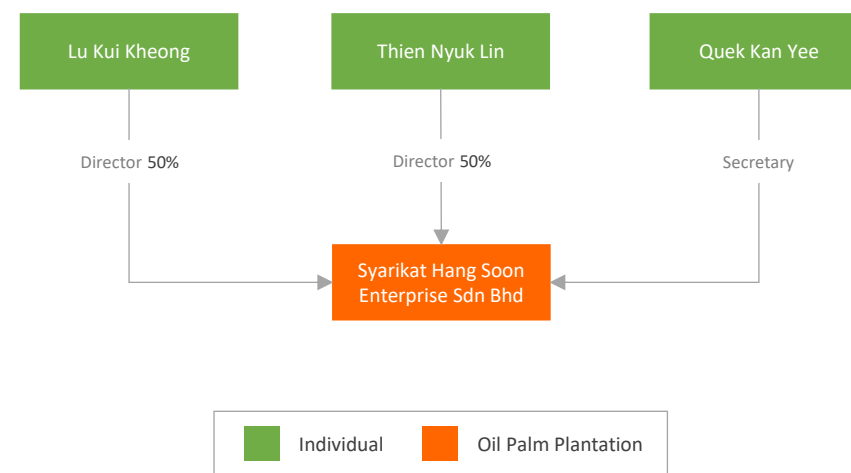 Lu Kui Kheong
Thien Nyuk Lin
Quek Kan Yee
Director 50%
Director 50%
Secretary
Syarikat Hang Soon
Enterprise Sdn Bhd
Individual
Oil Palm Plantation